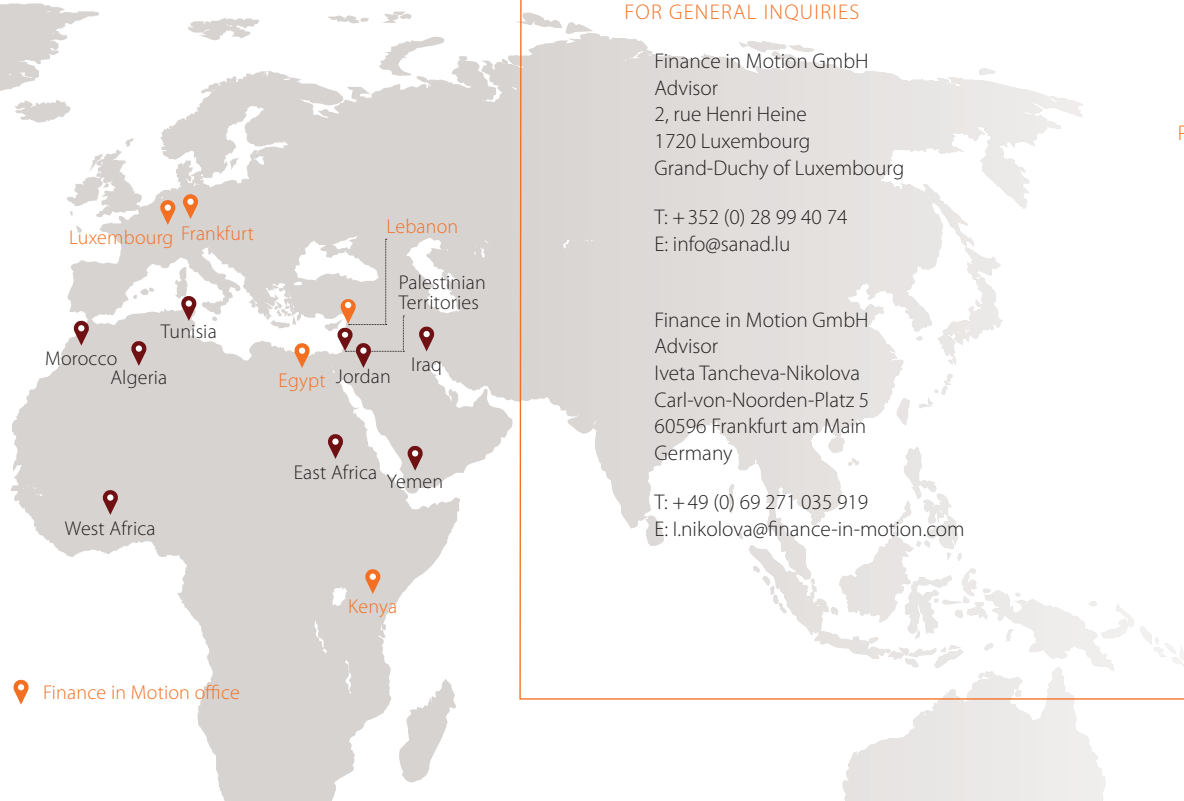 FOR GENERAL INQUIRIES
Finance in Motion GmbH
Advisor
2, rue Henri Heine
1720 Luxembourg
Grand-Duchy of Luxembourg
T: +352 (0) 28 99 40 74
E: info@sanad.lu
Finance in Motion GmbH
Advisor
Iveta Tancheva-Nikolova
Carl-von-Noorden-Platz 5
60596 Frankfurt am Main
Germany
T: +49 (0) 69 271 035 919
E: I.nikolova@finance-in-motion.com
Luxembourg
Frankfurt
Lebanon
Palestinian
Territories
Tunisia
Morocco
Algeria
Egypt
Jordan
Iraq
East Africa
Yemen
West Africa
Kenya
Finance in Motion office